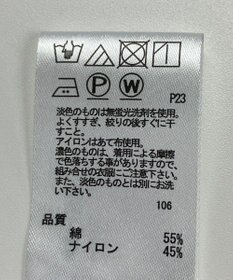 P23
P W
淡色のものは無蛍光洗剤を使用。
よくすすぎ、絞りの後すぐに干
すこと。
アイロンはあて布使用。
濃色のものは、着用による摩擦
で色落ちする事がありますので、
組み合せの衣服にご注意下さい。
また、淡色のものとは別にお洗
い下さい。
106
品質
綿 55%
ナイロン 45%